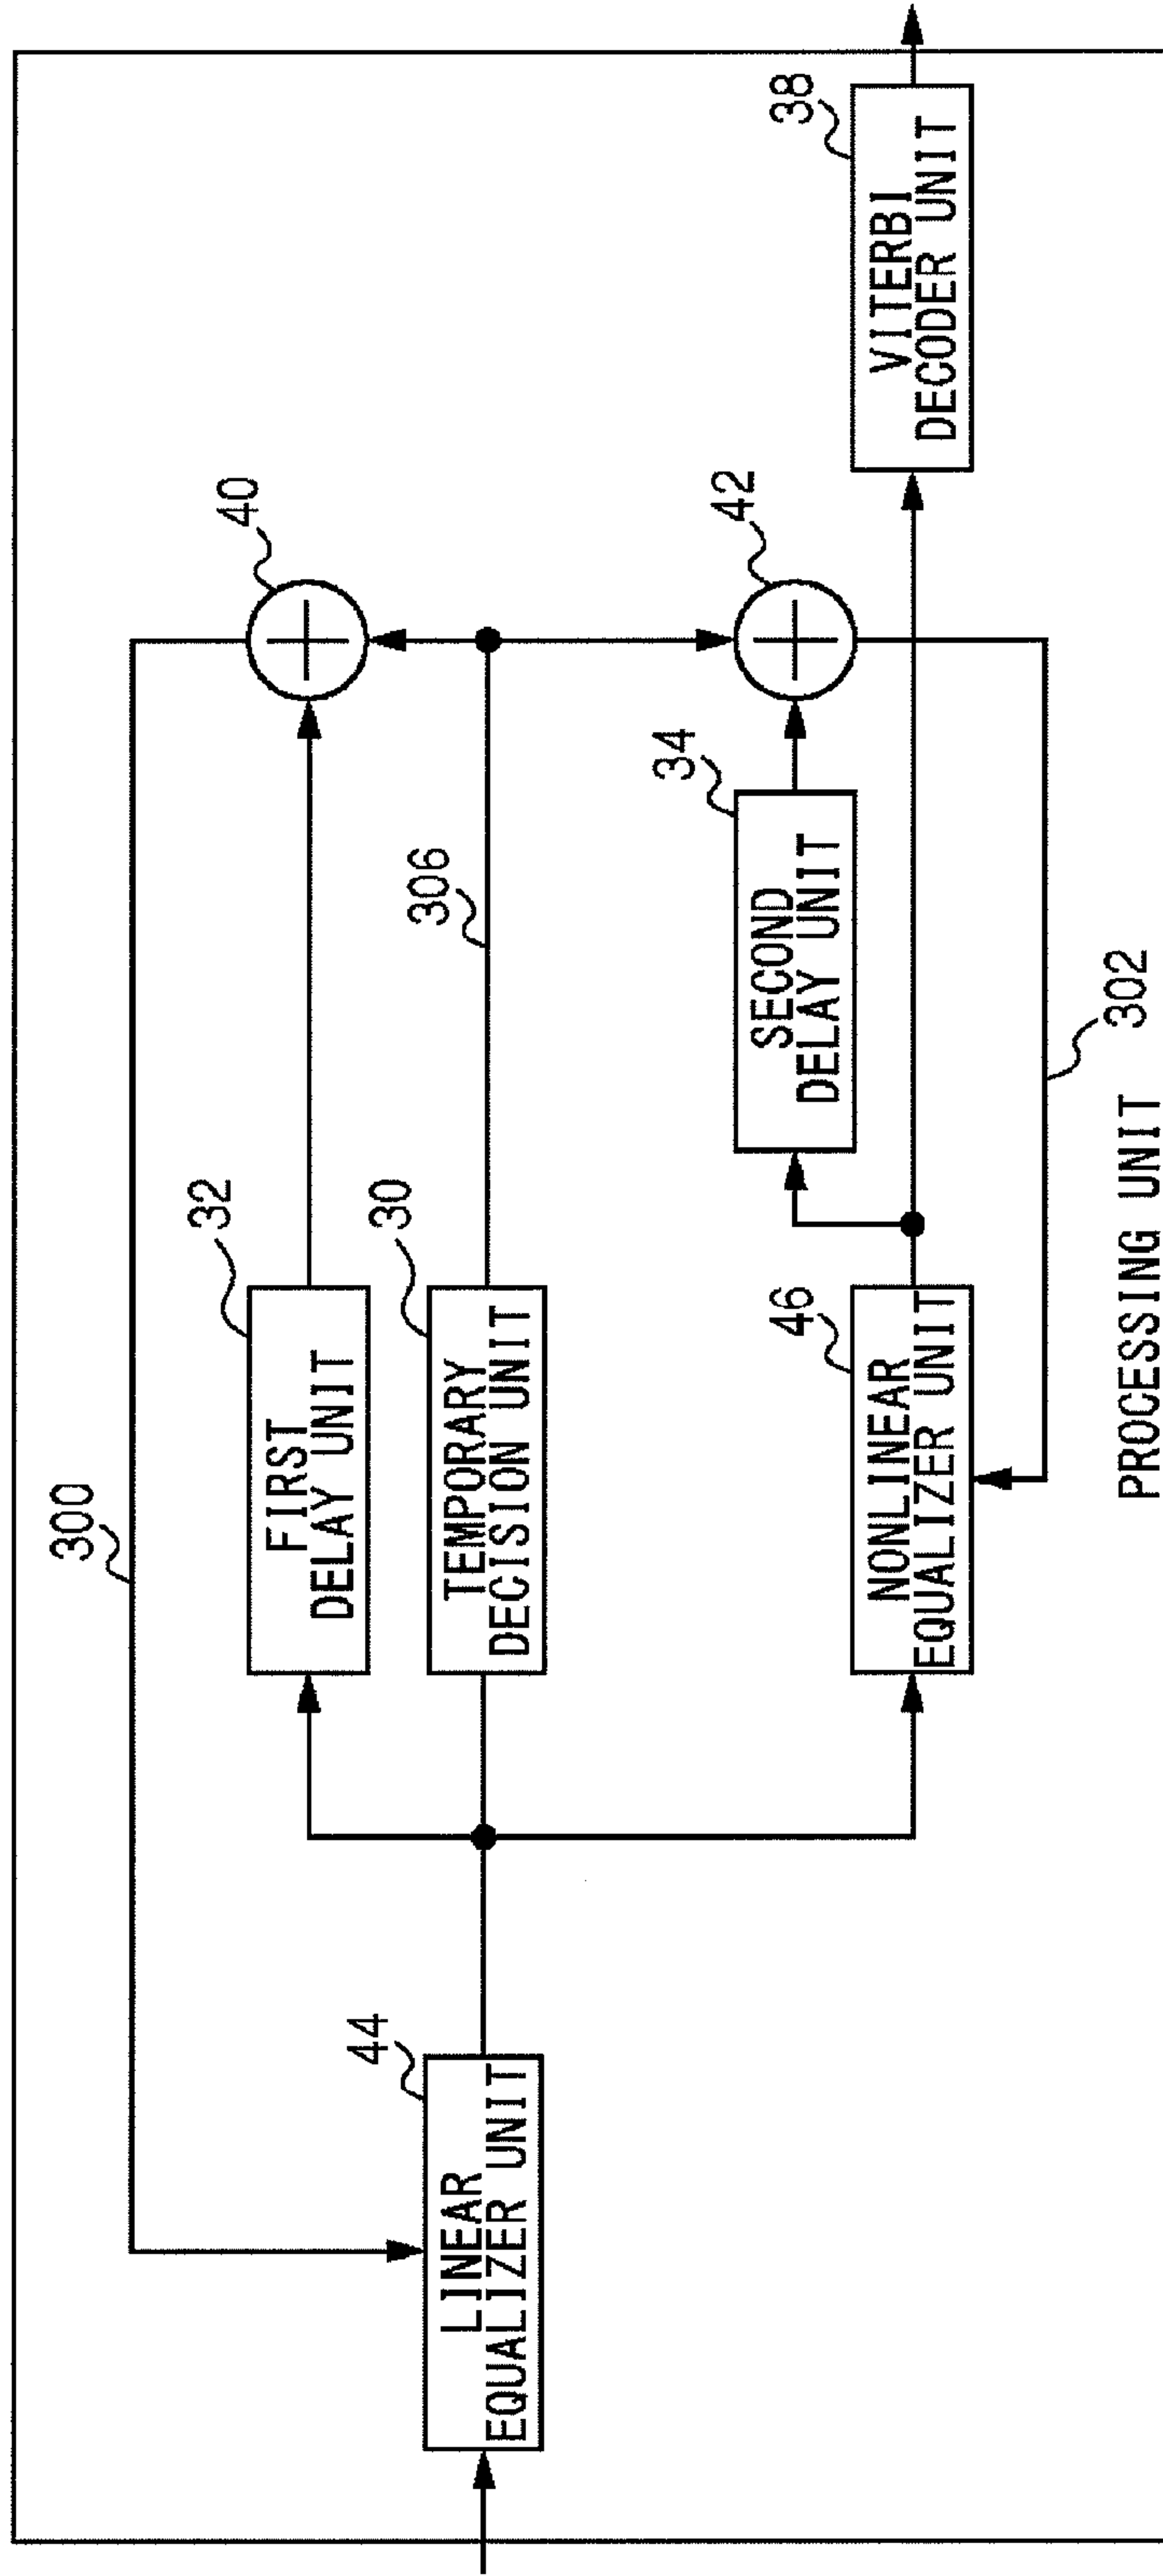 300
40
32
FIRST
DELAY UNIT
44
LINEAR
EQUALIZER UNIT
30
TEMPORARY
DECISION UNIT
306
34
SECOND
DELAY UNIT
42
46
NONLINEAR
EQUALIZER UNIT
38
VITERBI
DECODER UNIT
302
PROCESSING UNIT